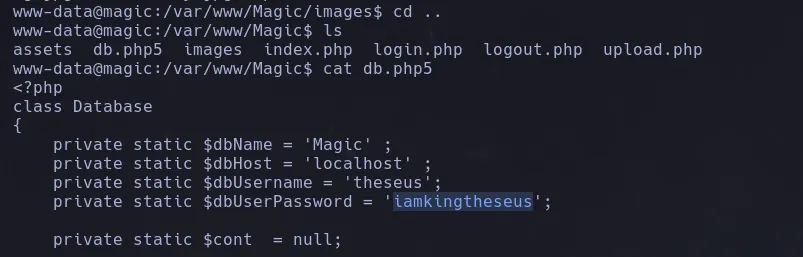 www-data@magic:/var/www/Magic/images$ cd ..
www-data@magic:/var/www/Magic$ ls
assets  db.php5  images  index.php  login.php  logout.php  upload.php
www-data@magic:/var/www/Magic$ cat db.php5
<?php
class Database
{
    private static $dbName = 'Magic' ;
    private static $dbHost = 'localhost' ;
    private static $dbUsername = 'theseus';
    private static $dbUserPassword = 'iamkingtheseus';
    private static $cont  = null;